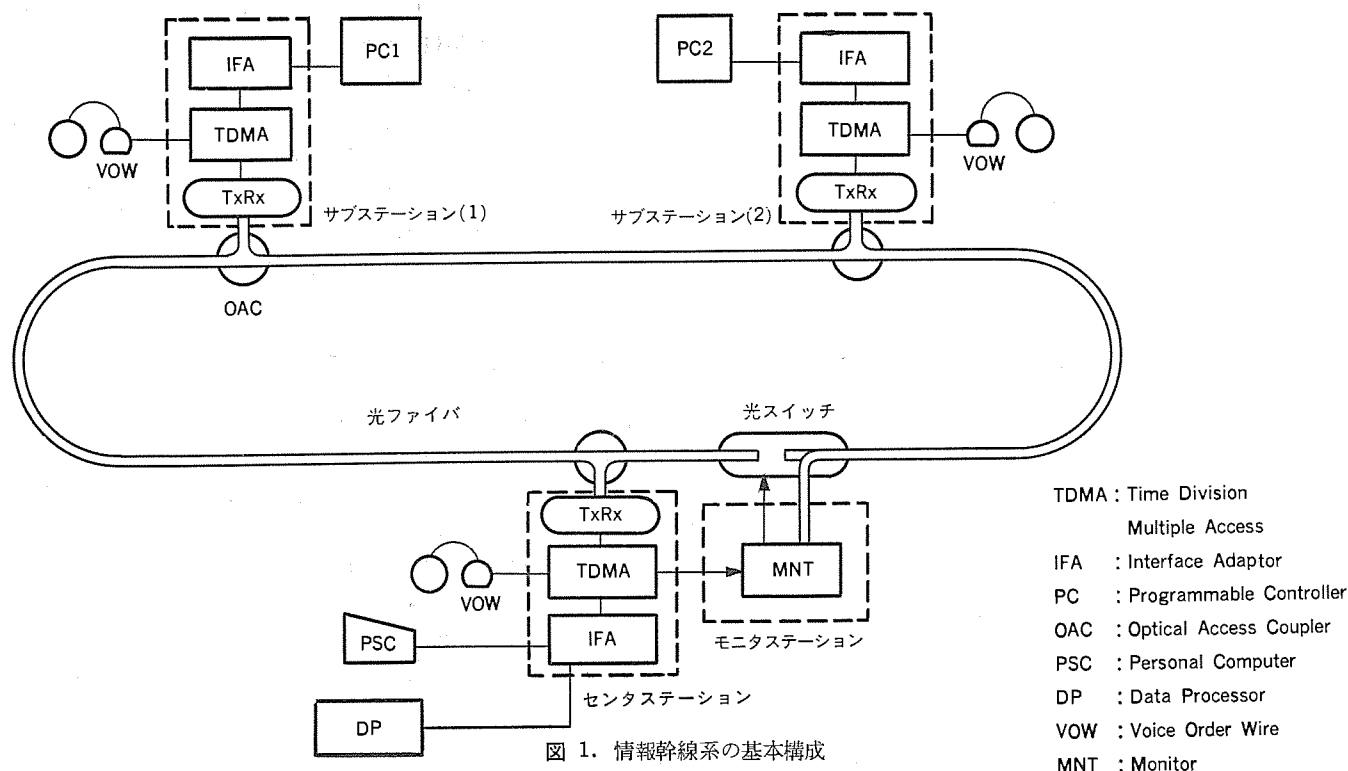 IFA
PC1
TDMA
VOW
TxRx
サブステーション(1)
OAC
PC2
IFA
TDMA
VOW
TxRx
サブステーション(2)
光ファイバ
光スイッチ
TxRx
TDMA
VOW
MNT
PSC
IFA
モニタステーション
センタステーション
DP
図 1. 情報幹線系の基本構成
TDMA : Time Division
Multiple Access
IFA : Interface Adaptor
PC : Programmable Controller
OAC : Optical Access Coupler
PSC : Personal Computer
DP : Data Processor
VOW : Voice Order Wire
MNT : Monitor